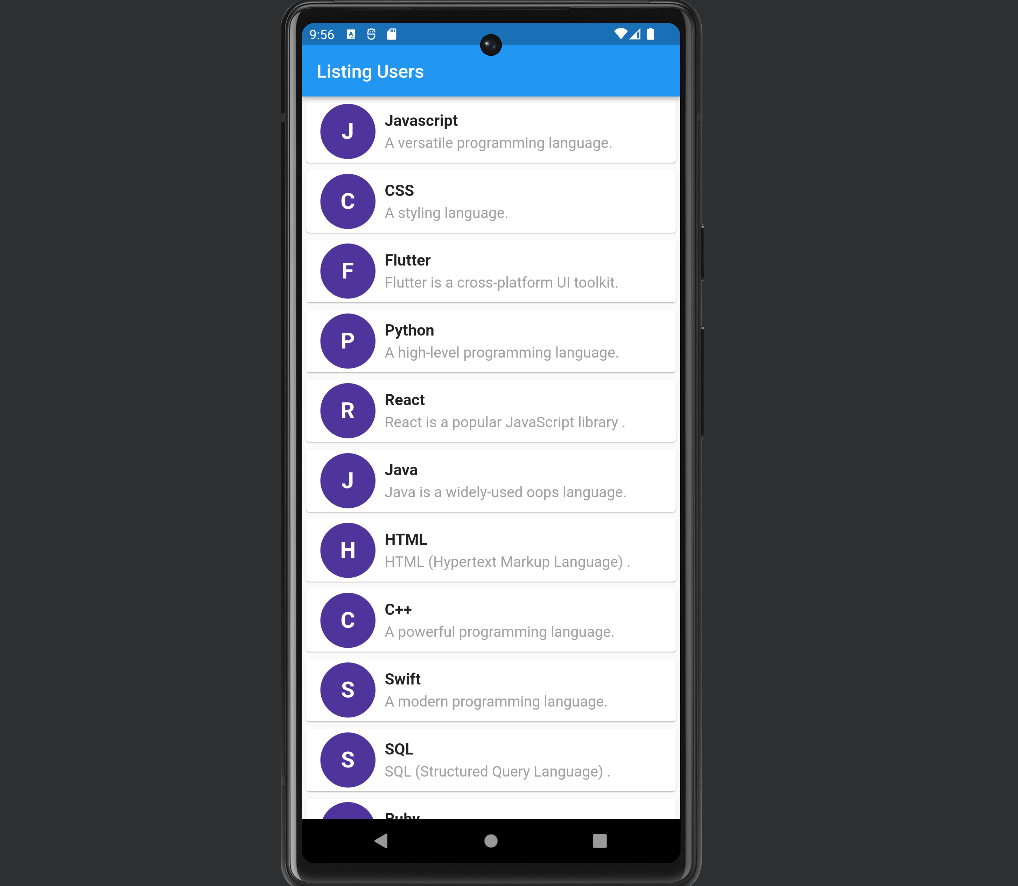 9:56
Listing Users
J
Javascript
A versatile programming language.
C
CSS
A styling language.
F
Flutter
Flutter is a cross-platform UI toolkit.
P
Python
A high-level programming language.
R
React
React is a popular JavaScript library .
J
Java
Java is a widely-used oops language.
H
HTML
HTML (Hypertext Markup Language) .
C
C++
A powerful programming language.
S
Swift
A modern programming language.
S
SQL
SQL (Structured Query Language) .
Ruby